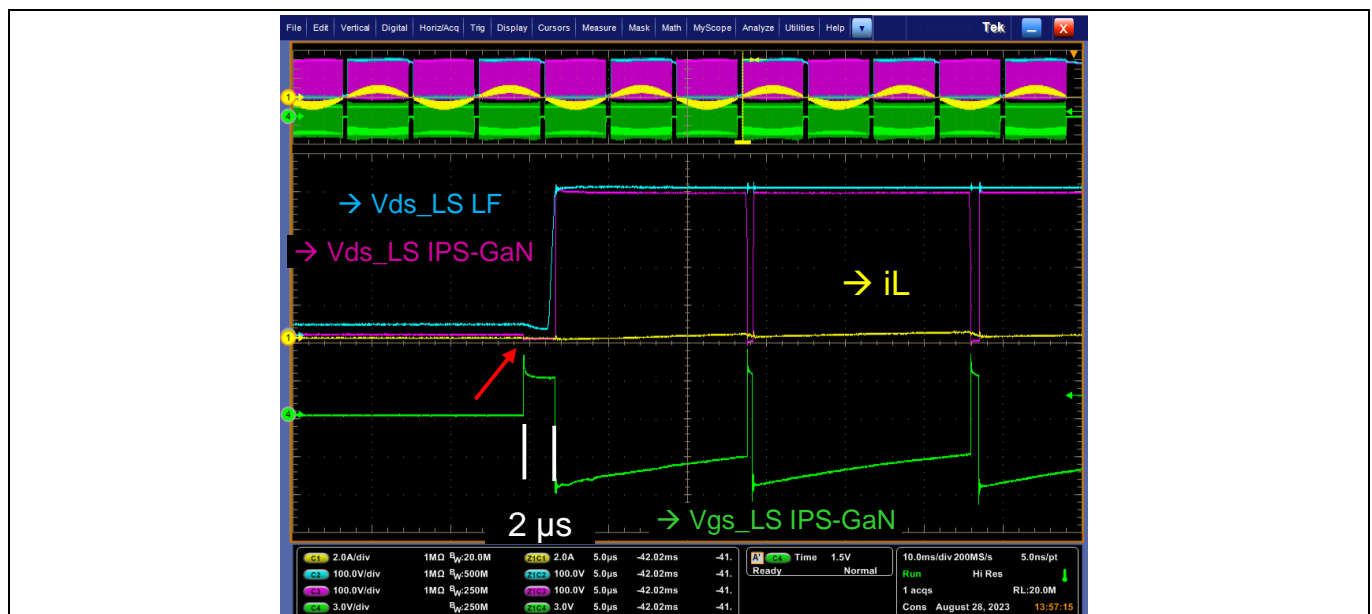 File Edit Vertical Digital Horiz/Acq Trig Display Cursors Measure Mask Math MyScope Analyze Utilities Help Tek X
1
4
→ Vds_LS LF
→ Vds_LS IPS-GaN
→ iL
1
4
2 µs
→ Vgs_LS IPS-GaN
C1 2.0A/div 1MΩ BW:20.0M Z1C1 2.0A 5.0µs -42.02ms -41. A' C4 Time 1.5V 10.0ms/div 200MS/s 5.0ns/pt
C2 100.0V/div 1MΩ BW:500M Z1C2 100.0V 5.0µs -42.02ms -41. Ready Normal Run Hi Res
C3 100.0V/div 1MΩ BW:250M Z1C3 100.0V 5.0µs -42.02ms -41. 1 acqs RL:20.0M
C4 3.0V/div BW:250M Z1C4 3.0V 5.0µs -42.02ms -41. Cons August 28, 2023 13:57:15